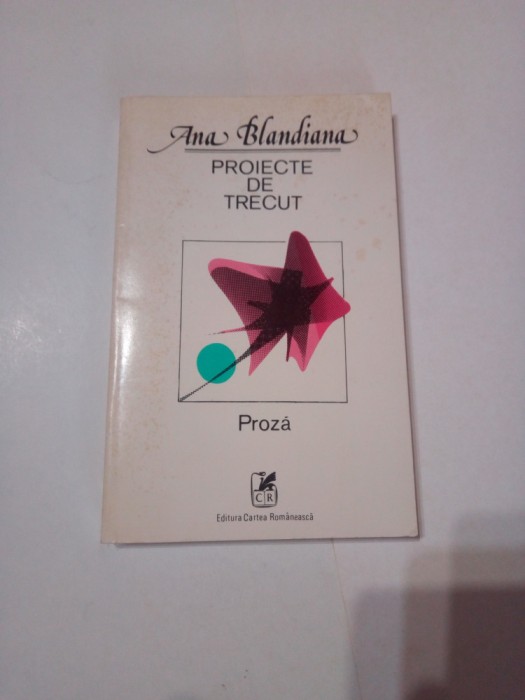 Ana Blandiana
PROIECTE
DE
TRECUT
Proză
CR
Editura Cartea Românească